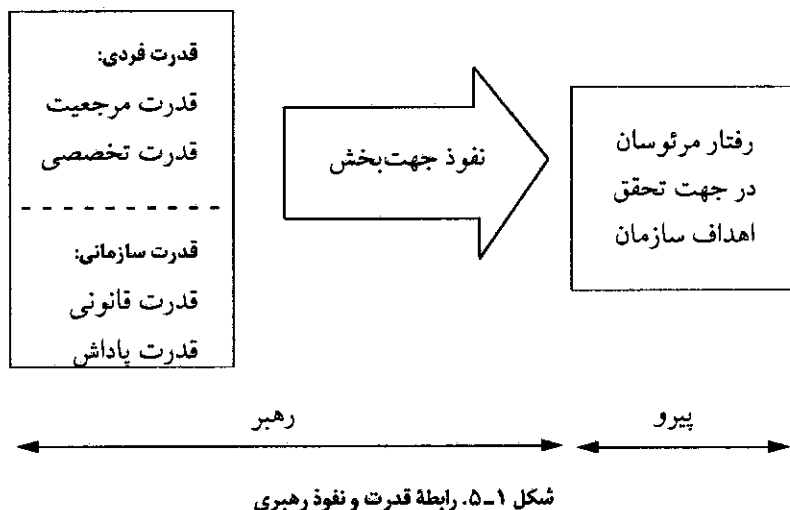 قدرت فردی:
قدرت مرجعیت
قدرت تخصصی
قدرت سازمانی:
قدرت قانونی
قدرت پاداش
نفوذ جهت‌بخش
رفتار مرئوسان
در جهت تحقق
اهداف سازمان
رهبر
پیرو
شکل ۱ـ۵. رابطة قدرت و نفوذ رهبری